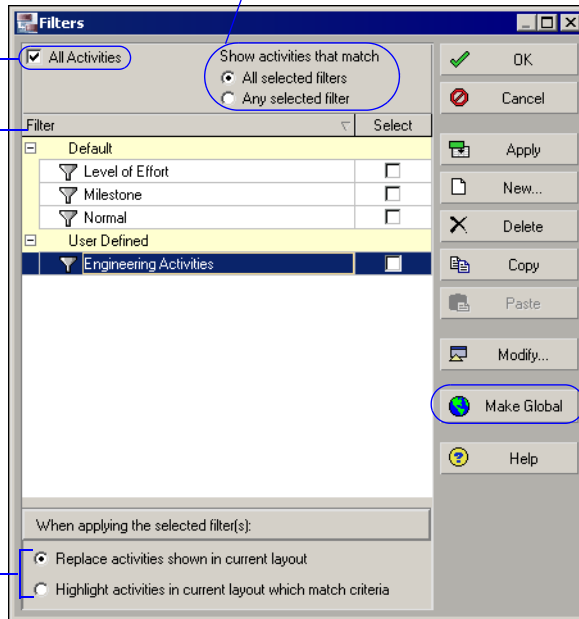 Filters
All Activities
Show activities that match
All selected filters
Any selected filter
OK
Cancel
Filter Select
Default
Level of Effort
Milestone
Normal
User Defined
Engineering Activities
Apply
New...
Delete
Copy
Paste
Modify...
Make Global
Help
When applying the selected filter(s):
Replace activities shown in current layout
Highlight activities in current layout which match criteria